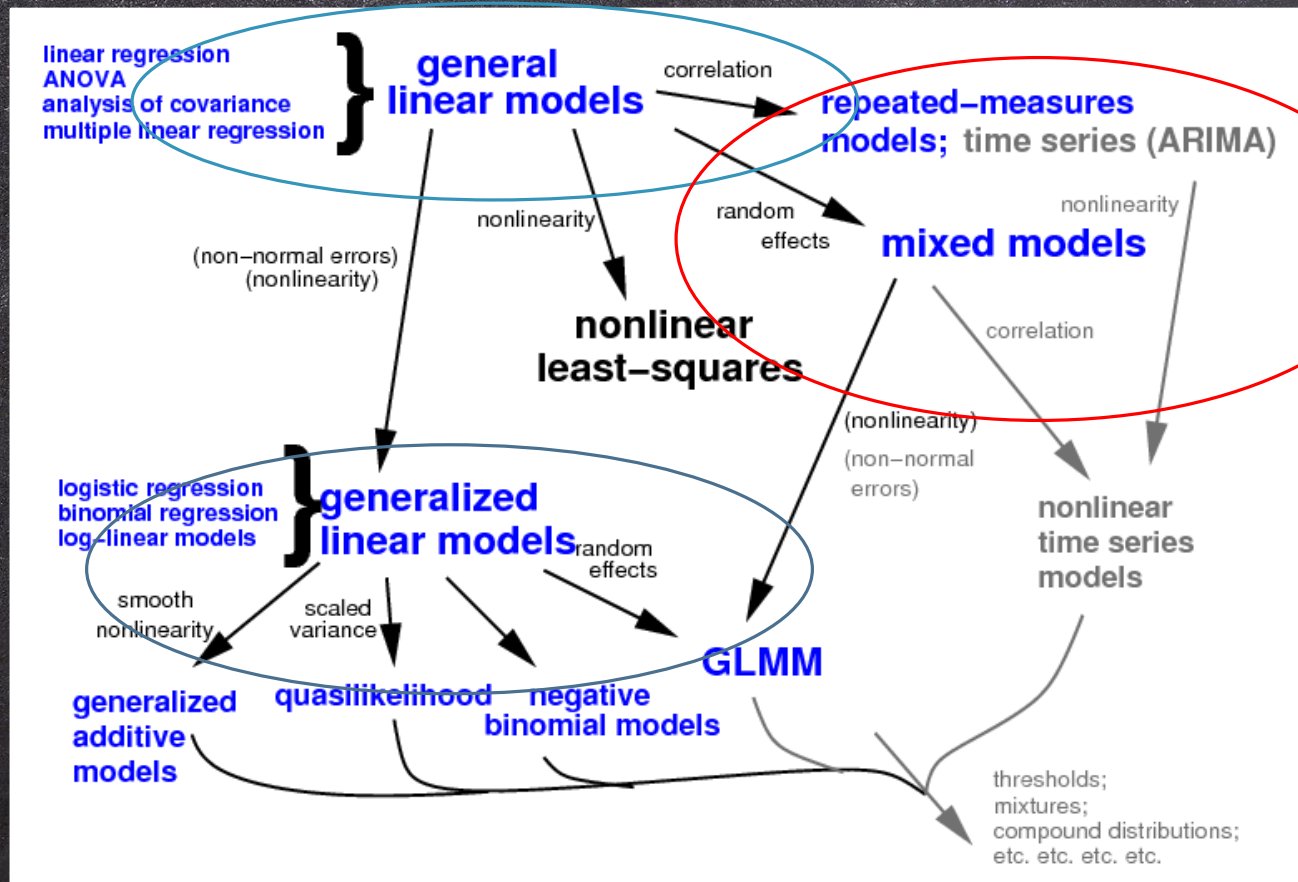 linear regression
ANOVA
analysis of covariance
multiple linear regression
general
linear models
correlation
repeated−measures
models; time series (ARIMA)
random
effects
nonlinearity
mixed models
nonlinearity
(non−normal errors)
(nonlinearity)
nonlinear
least−squares
correlation
(nonlinearity)
(non−normal
errors)
logistic regression
binomial regression
log−linear models
generalized
linear models
random
effects
nonlinear
time series
models
smooth
nonlinearity
scaled
variance
GLMM
generalized
additive
models
quasilikelihood
negative
binomial models
thresholds;
mixtures;
compound distributions;
etc. etc. etc. etc.